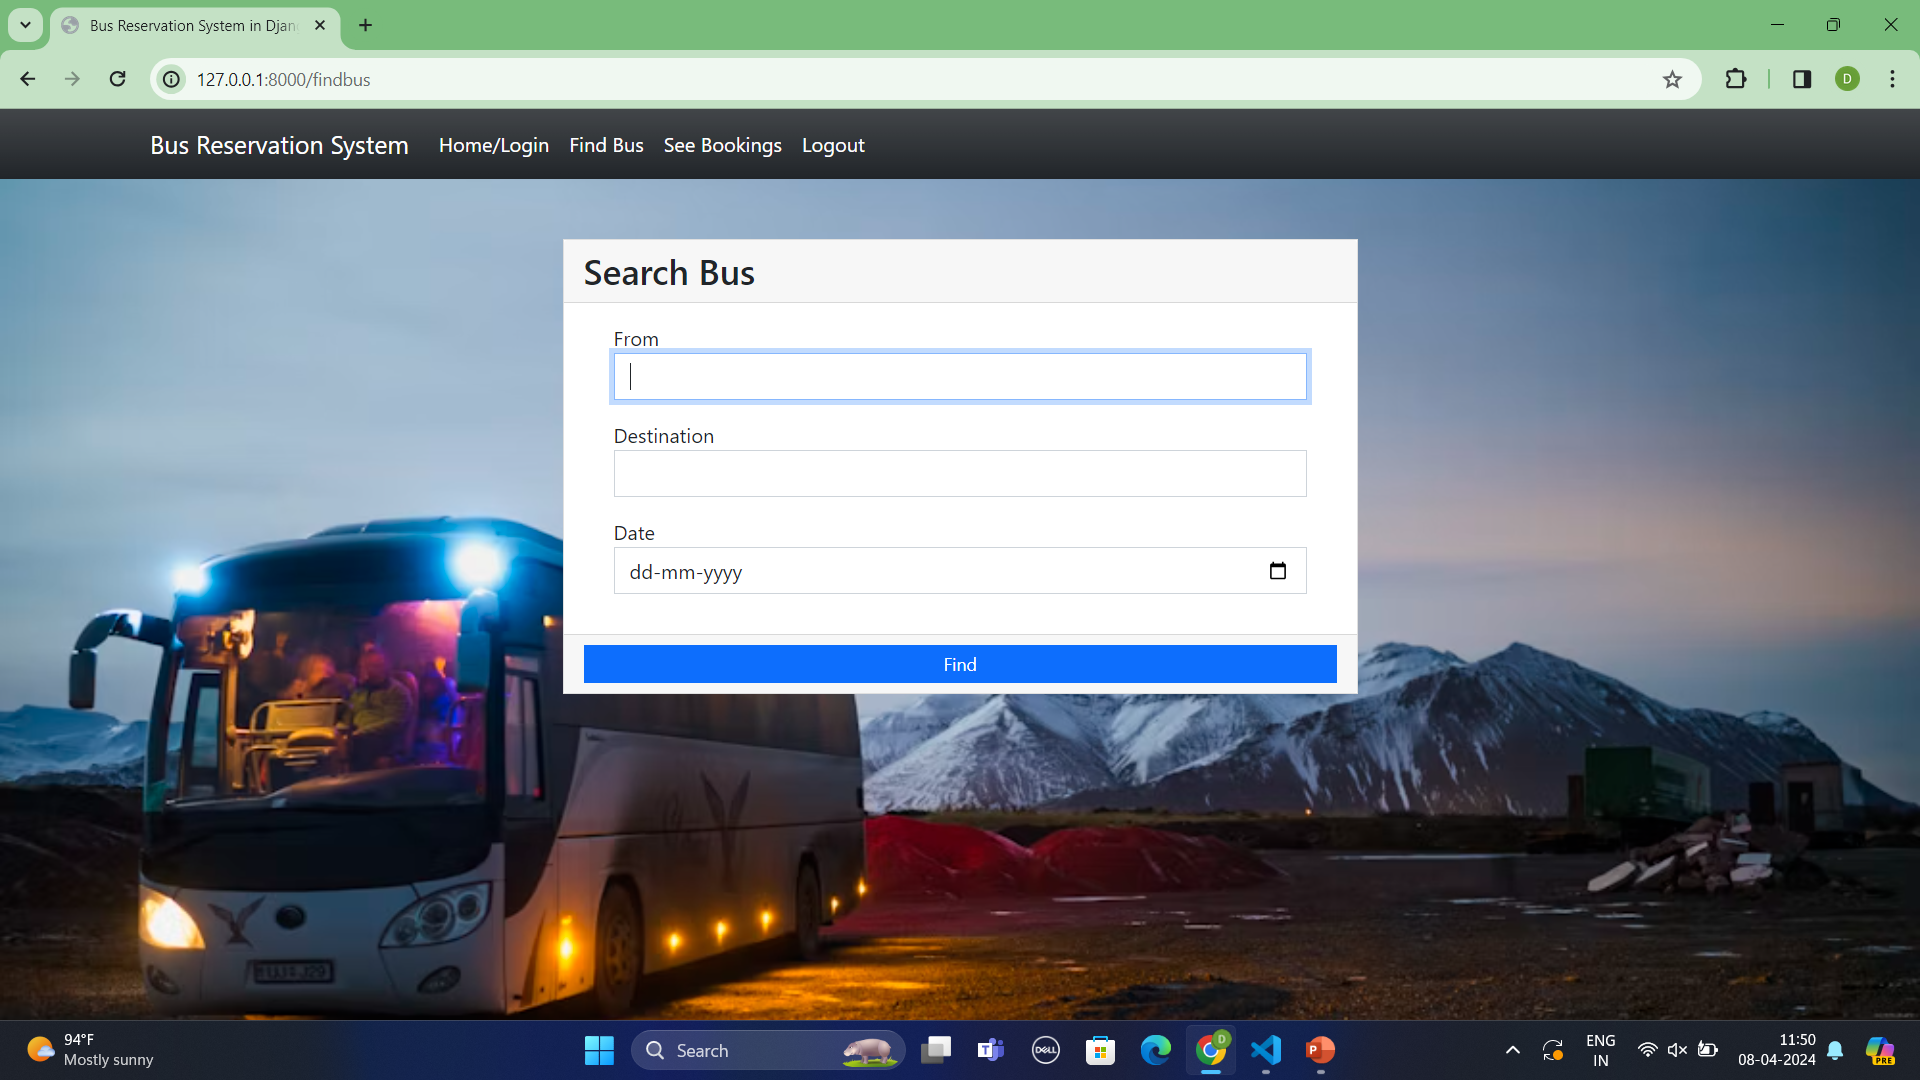 Bus Reservation System in Djan
127.0.0.1:8000/findbus
D
Bus Reservation System Home/Login Find Bus See Bookings Logout
Search Bus
From
Destination
Date
dd-mm-yyyy
Find
94°F
Mostly sunny
Search
DELL
D
ENG
IN
11:50
08-04-2024
PRE